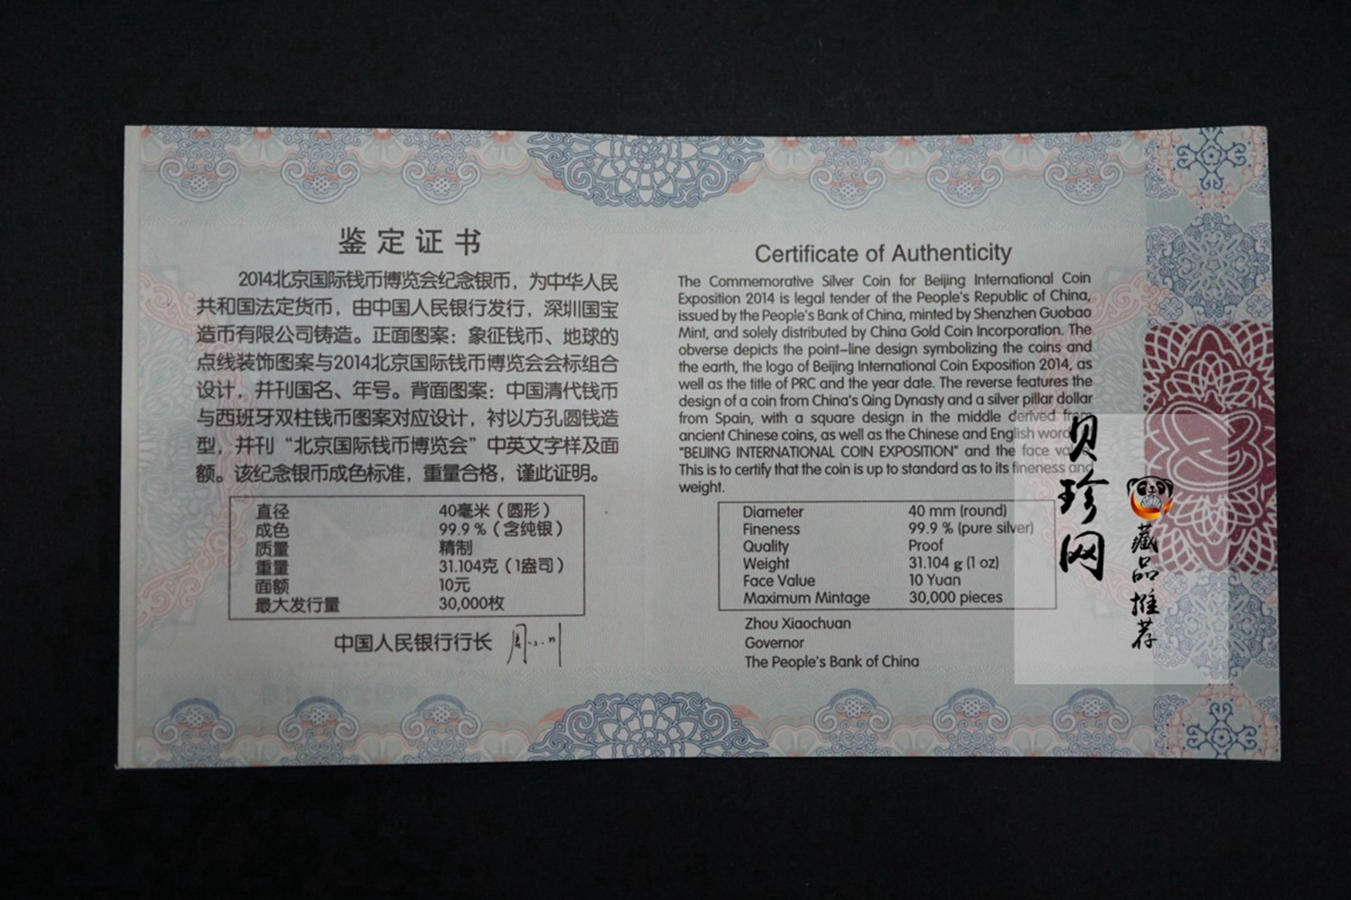 鉴定证书
2014北京国际钱币博览会纪念银币，为中华人民
共和国法定货币，由中国人民银行发行，深圳国宝
造币有限公司铸造。正面图案：象征钱币、地球的
点线装饰图案与2014北京国际钱币博览会会标组合
设计，并刊国名、年号。背面图案：中国清代钱币
与西班牙双柱钱币图案对应设计，衬以方孔圆钱造
型，并刊“北京国际钱币博览会”中英文字样及面
额。该纪念银币成色标准，重量合格，谨此证明。
直径 40毫米（圆形）
成色 99.9％（含纯银）
质量 精制
重量 31.104克（1盎司）
面额 10元
最大发行量 30,000枚
中国人民银行行长
Certificate of Authenticity
The Commemorative Silver Coin for Beijing International Coin
Exposition 2014 is legal tender of the People's Republic of China,
issued by the People's Bank of China, minted by Shenzhen Guobao
Mint, and solely distributed by China Gold Coin Incorporation. The
obverse depicts the point-line design symbolizing the coins and
the earth, the logo of Beijing International Coin Exposition 2014, as
well as the title of PRC and the year date. The reverse features the
design of a coin from China's Qing Dynasty and a silver pillar dollar
from Spain, with a square design in the middle derived from
ancient Chinese coins, as well as the Chinese and English word
"BEIJING INTERNATIONAL COIN EXPOSITION" and the face
This is to certify that the coin is up to standard as to its fineness and
weight.
Diameter 40 mm (round)
Fineness 99.9 % (pure silver)
Quality Proof
Weight 31.104 g (1 oz)
Face Value 10 Yuan
Maximum Mintage 30,000 pieces
Zhou Xiaochuan
Governor
The People's Bank of China
贝珍网
藏品推荐